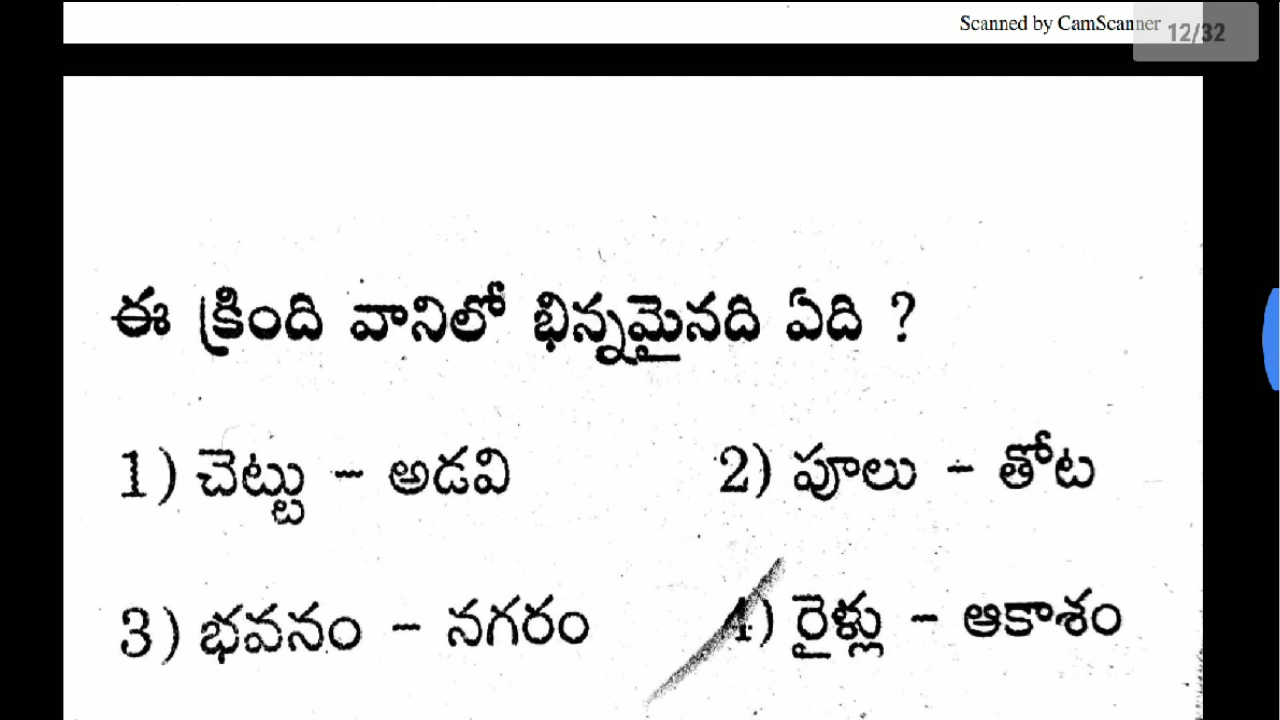 Scanned by CamScanner 12/32
ఈ క్రింది వానిలో భిన్నమైనది ఏది ?
1) చెట్టు - అడవి 2) పూలు - తోట
3) భవనం - నగరం 4) రైళ్లు - ఆకాశం